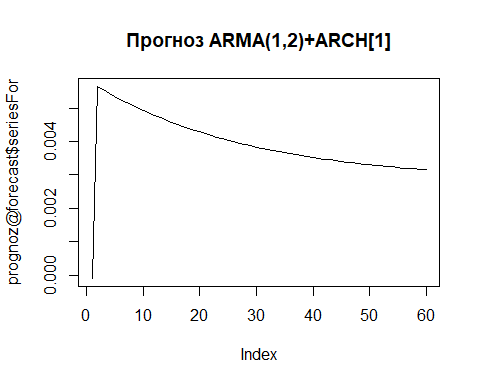 Прогноз ARMA(1,2)+ARCH[1]
prognoz@forecast$seriesFor
0.004
0.002
0.000
0 10 20 30 40 50 60
Index